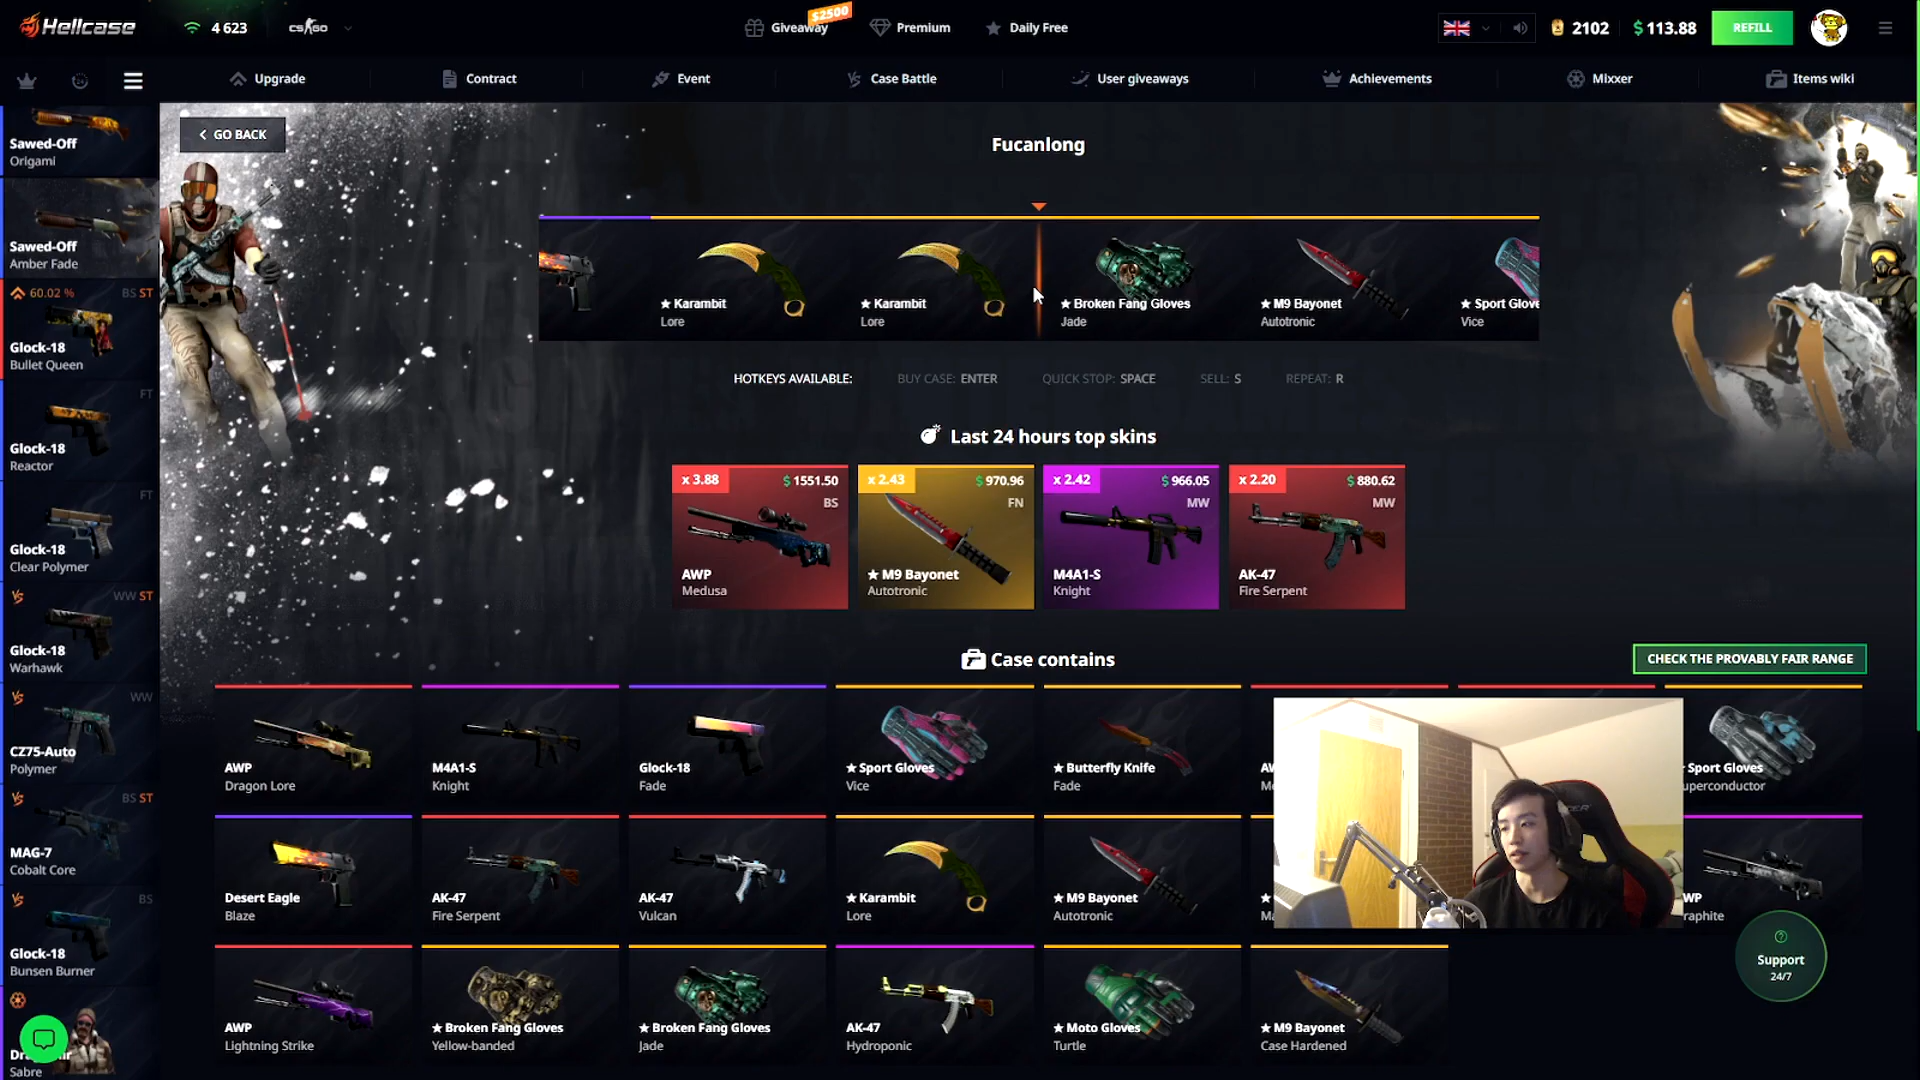 Hellcase
4 623
CS GO
Giveaway
$2500
Premium
Daily Free
2102
$ 113.88
REFILL
Upgrade
Contract
Event
Case Battle
User giveaways
Achievements
Mixxer
Items wiki
GO BACK
Fucanlong
Sawed-Off
Origami
Sawed-Off
Amber Fade
60.02 %
BS ST
Glock-18
Bullet Queen
FT
Glock-18
Reactor
FT
Glock-18
Clear Polymer
WW ST
Glock-18
Warhawk
WW
CZ75-Auto
Polymer
BS ST
MAG-7
Cobalt Core
BS
Glock-18
Bunsen Burner
Sabre
★ Karambit
Lore
★ Karambit
Lore
★ Broken Fang Gloves
Jade
★ M9 Bayonet
Autotronic
★ Sport Glove
Vice
HOTKEYS AVAILABLE:
BUY CASE: ENTER
QUICK STOP: SPACE
SELL: S
REPEAT: R
Last 24 hours top skins
x 3.88
$ 1551.50
BS
AWP
Medusa
x 2.43
$ 970.96
FN
★ M9 Bayonet
Autotronic
x 2.42
$ 966.05
MW
M4A1-S
Knight
x 2.20
$ 880.62
MW
AK-47
Fire Serpent
Case contains
CHECK THE PROVABLY FAIR RANGE
AWP
Dragon Lore
M4A1-S
Knight
Glock-18
Fade
★ Sport Gloves
Vice
★ Butterfly Knife
Fade
Sport Gloves
uperconductor
Desert Eagle
Blaze
AK-47
Fire Serpent
AK-47
Vulcan
★ Karambit
Lore
★ M9 Bayonet
Autotronic
WP
raphite
AWP
Lightning Strike
★ Broken Fang Gloves
Yellow-banded
★ Broken Fang Gloves
Jade
AK-47
Hydroponic
★ Moto Gloves
Turtle
★ M9 Bayonet
Case Hardened
Support
24/7